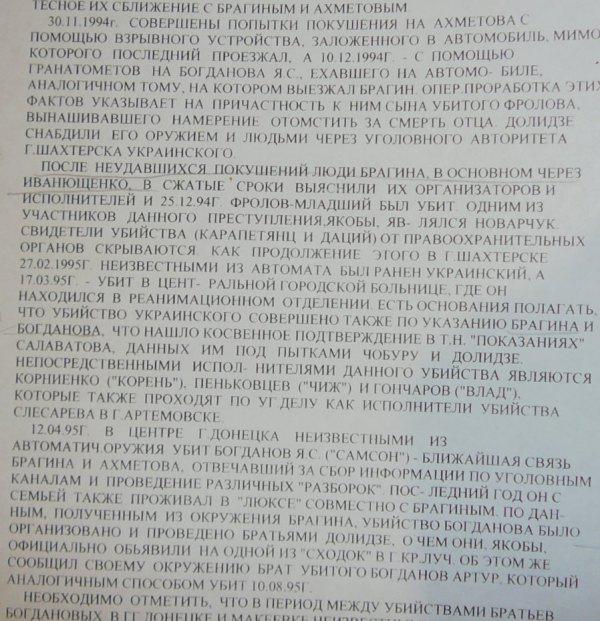 ТЕСНОЕ ИХ СБЛИЖЕНИЕ С БРАГИНЫМ И АХМЕТОВЫМ.
30.11.1994г. СОВЕРШЕНЫ ПОПЫТКИ ПОКУШЕНИЯ НА АХМЕТОВА С
ПОМОЩЬЮ ВЗРЫВНОГО УСТРОЙСТВА, ЗАЛОЖЕННОГО В АВТОМОБИЛЬ, МИМО
КОТОРОГО ПОСЛЕДНИЙ ПРОЕЗЖАЛ, А 10.12.1994Г. - С ПОМОЩЬЮ
ГРАНАТОМЕТОВ НА БОГДАНОВА Я.С., ЕХАВШЕГО НА АВТОМО- БИЛЕ,
АНАЛОГИЧНОМ ТОМУ, НА КОТОРОМ ВЫЕЗЖАЛ БРАГИН. ОПЕР.ПРОРАБОТКА ЭТИХ
ФАКТОВ УКАЗЫВАЕТ НА ПРИЧАСТНОСТЬ К НИМ СЫНА УБИТОГО ФРОЛОВА,
ВЫНАШИВАВШЕГО НАМЕРЕНИЕ ОТОМСТИТЬ ЗА СМЕРТЬ ОТЦА. ДОЛИДЗЕ
СНАБДИЛИ ЕГО ОРУЖИЕМ И ЛЮДЬМИ ЧЕРЕЗ УГОЛОВНОГО АВТОРИТЕТА
Г.ШАХТЕРСКА УКРАИНСКОГО.
ПОСЛЕ НЕУДАВШИХСЯ ПОКУШЕНИЙ ЛЮДИ БРАГИНА, В ОСНОВНОМ ЧЕРЕЗ
ИВАНЮЩЕНКО, В СЖАТЫЕ СРОКИ ВЫЯСНИЛИ ИХ ОРГАНИЗАТОРОВ И
ИСПОЛНИТЕЛЕЙ И 25.12.94Г. ФРОЛОВ-МЛАДШИЙ БЫЛ УБИТ. ОДНИМ ИЗ
УЧАСТНИКОВ ДАННОГО ПРЕСТУПЛЕНИЯ,ЯКОБЫ, ЯВ- ЛЯЛСЯ НОВАРЧУК.
СВИДЕТЕЛИ УБИЙСТВА (КАРАПЕТЯНЦ И ДАЦИЙ) ОТ ПРАВООХРАНИТЕЛЬНЫХ
ОРГАНОВ СКРЫВАЮТСЯ. КАК ПРОДОЛЖЕНИЕ ЭТОГО В Г.ШАХТЕРСКЕ
27.02.1995Г. НЕИЗВЕСТНЫМИ ИЗ АВТОМАТА БЫЛ РАНЕН УКРАИНСКИЙ, А
17.03.95Г. - УБИТ В ЦЕНТ- РАЛЬНОЙ ГОРОДСКОЙ БОЛЬНИЦЕ, ГДЕ ОН
НАХОДИЛСЯ В РЕАНИМАЦИОННОМ ОТДЕЛЕНИИ. ЕСТЬ ОСНОВАНИЯ ПОЛАГАТЬ,
ЧТО УБИЙСТВО УКРАИНСКОГО СОВЕРШЕНО ТАКЖЕ ПО УКАЗАНИЮ БРАГИНА И
БОГДАНОВА, ЧТО НАШЛО КОСВЕННОЕ ПОДТВЕРЖДЕНИЕ В Т.Н. "ПОКАЗАНИЯХ"
САЛАВАТОВА, ДАННЫХ ИМ ПОД ПЫТКАМИ ЧОБУРУ И ДОЛИДЗЕ.
НЕПОСРЕДСТВЕННЫМИ ИСПОЛ- НИТЕЛЯМИ ДАННОГО УБИЙСТВА ЯВЛЯЮТСЯ
КОРНИЕНКО ("КОРЕНЬ"), ПЕНЬКОВЦЕВ ("ЧИЖ") И ГОНЧАРОВ ("ВЛАД"),
КОТОРЫЕ ТАКЖЕ ПРОХОДЯТ ПО УГ.ДЕЛУ КАК ИСПОЛНИТЕЛИ УБИЙСТВА
СЛЕСАРЕВА В Г.АРТЕМОВСКЕ.
12.04.95Г. В ЦЕНТРЕ Г.ДОНЕЦКА НЕИЗВЕСТНЫМИ ИЗ
АВТОМАТИЧ.ОРУЖИЯ УБИТ БОГДАНОВ Я.С. ("САМСОН") - БЛИЖАЙШАЯ СВЯЗЬ
БРАГИНА И АХМЕТОВА, ОТВЕЧАВШИЙ ЗА СБОР ИНФОРМАЦИИ ПО УГОЛОВНЫМ
КАНАЛАМ И ПРОВЕДЕНИЕ РАЗЛИЧНЫХ "РАЗБОРОК". ПОС- ЛЕДНИЙ ГОД ОН С
СЕМЬЕЙ ТАКЖЕ ПРОЖИВАЛ В "ЛЮКСЕ" СОВМЕСТНО С БРАГИНЫМ. ПО ДАН-
НЫМ, ПОЛУЧЕННЫМ ИЗ ОКРУЖЕНИЯ БРАГИНА, УБИЙСТВО БОГДАНОВА БЫЛО
ОРГАНИЗОВАНО И ПРОВЕДЕНО БРАТЬЯМИ ДОЛИДЗЕ, О ЧЕМ ОНИ, ЯКОБЫ,
ОФИЦИАЛЬНО ОБЬЯВИЛИ НА ОДНОЙ ИЗ "СХОДОК" В Г.КР.ЛУЧ. ОБ ЭТОМ ЖЕ
СООБЩИЛ СВОЕМУ ОКРУЖЕНИЮ БРАТ УБИТОГО БОГДАНОВ АРТУР, КОТОРЫЙ
АНАЛОГИЧНЫМ СПОСОБОМ УБИТ 10.08.95Г.
НЕОБХОДИМО ОТМЕТИТЬ, ЧТО В ПЕРИОД МЕЖДУ УБИЙСТВАМИ БРАТЬЕВ
БОГДАНОВЫХ В ГГ.ДОНЕЦКЕ И МАКЕЕВКЕ